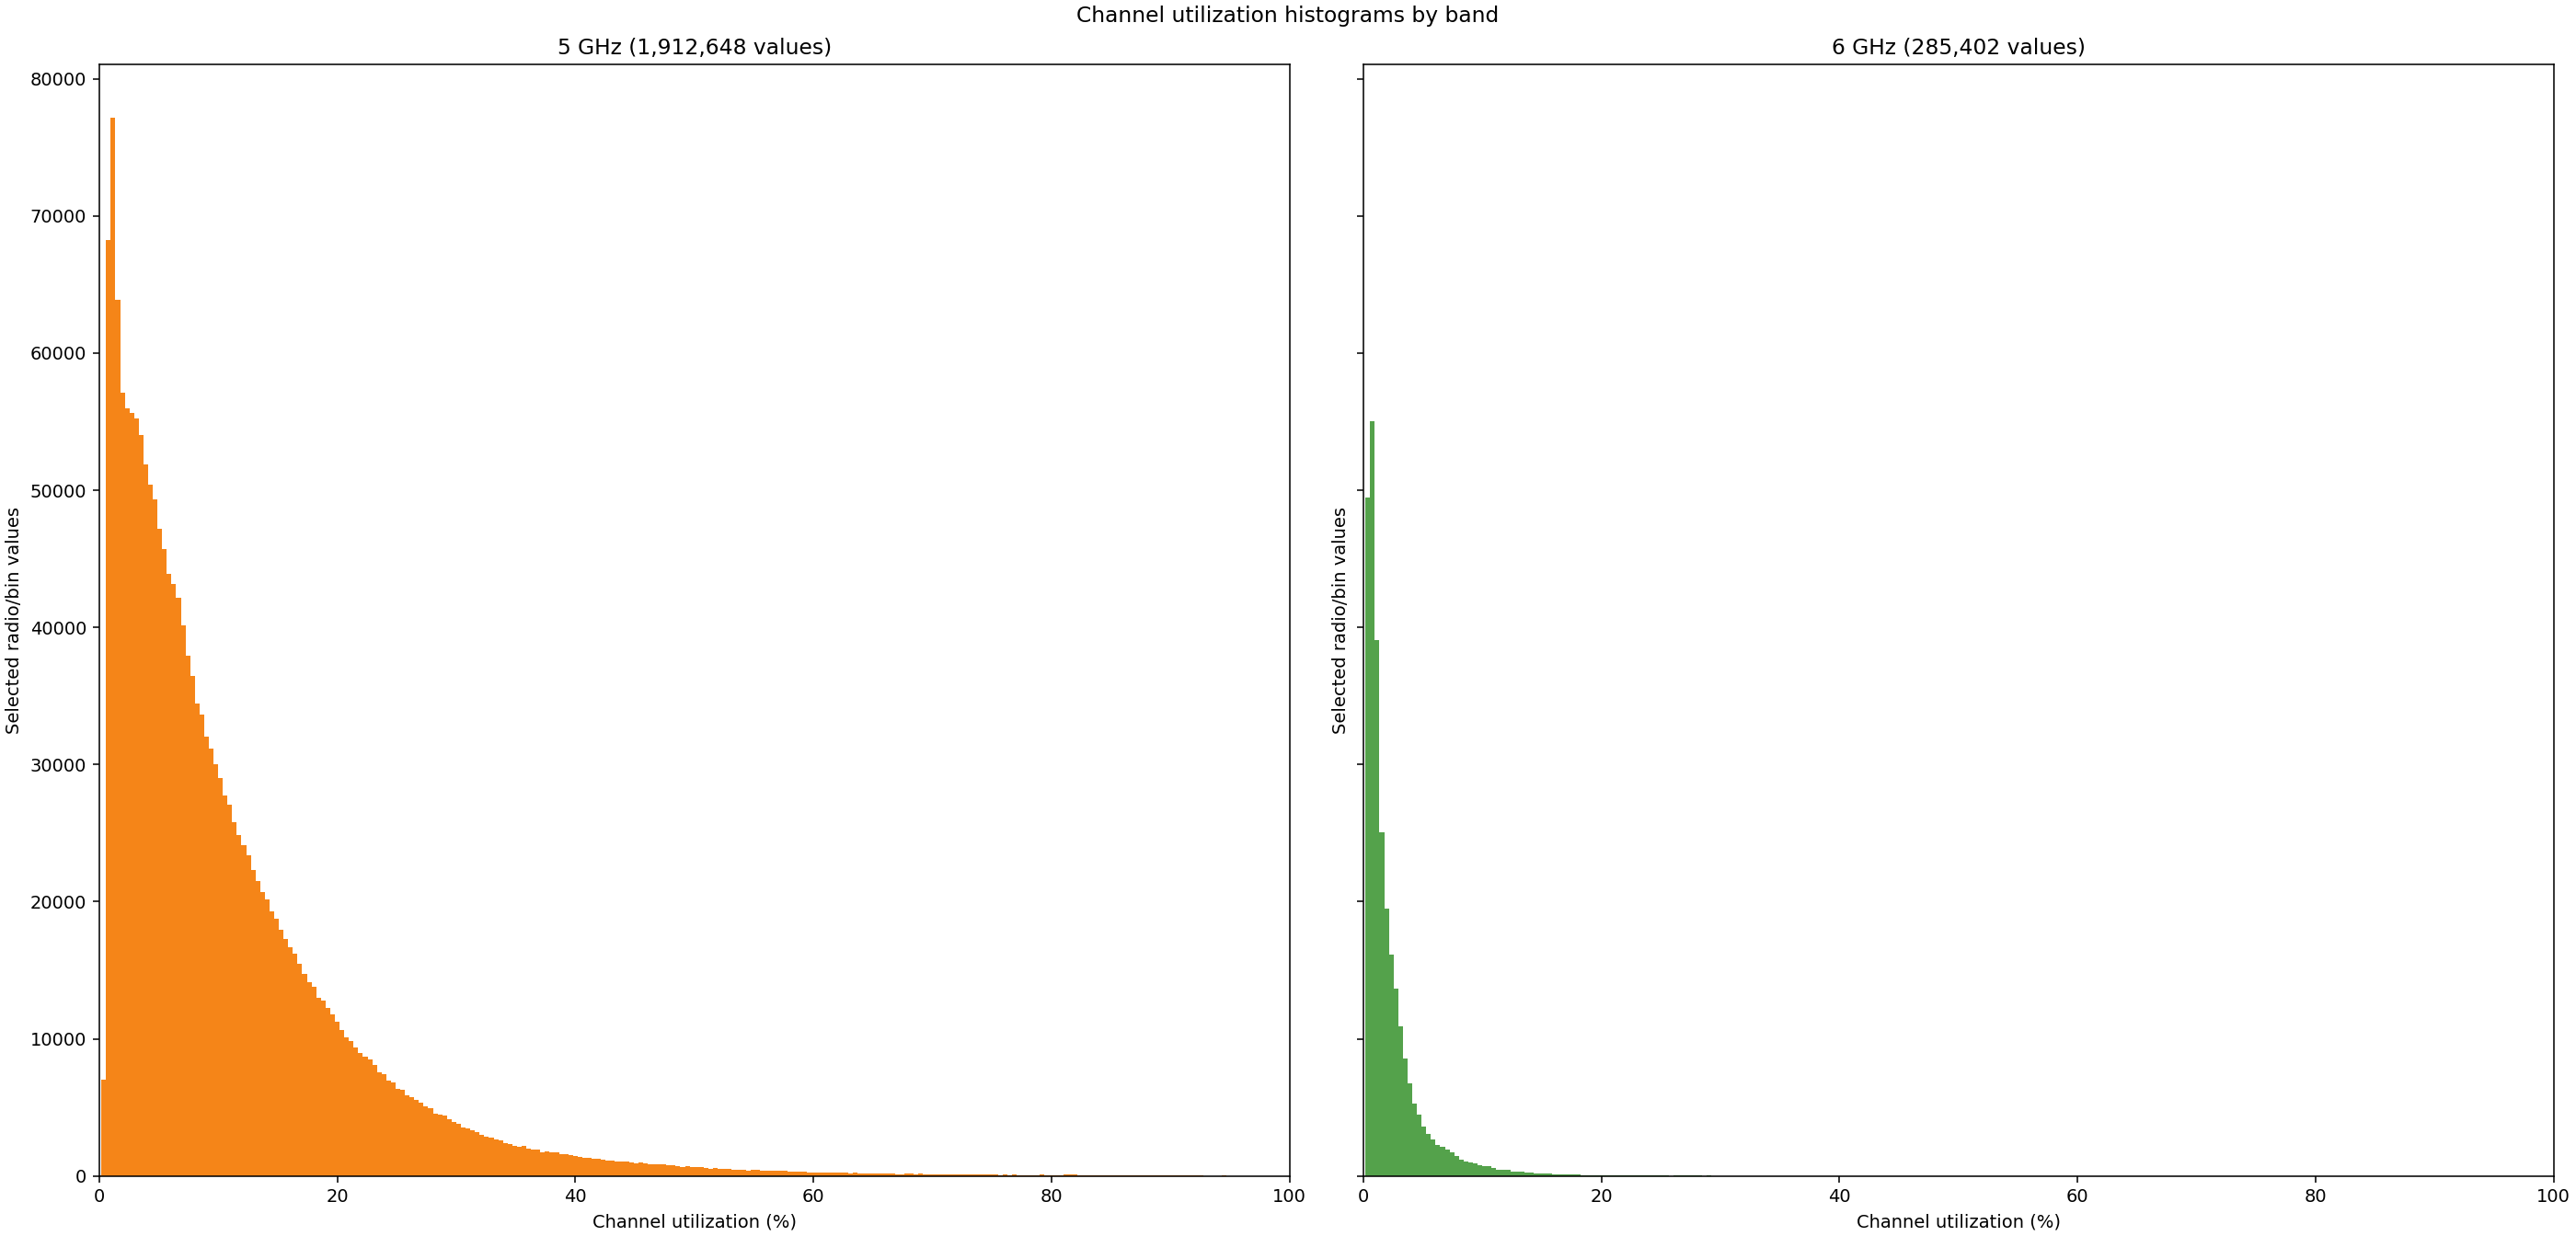 Channel utilization histograms by band
5 GHz (1,912,648 values)
80000
70000
60000
50000
40000
30000
20000
10000
0
Selected radio/bin values
0 20 40 60 80 100
Channel utilization (%)
6 GHz (285,402 values)
Selected radio/bin values
0 20 40 60 80 100
Channel utilization (%)